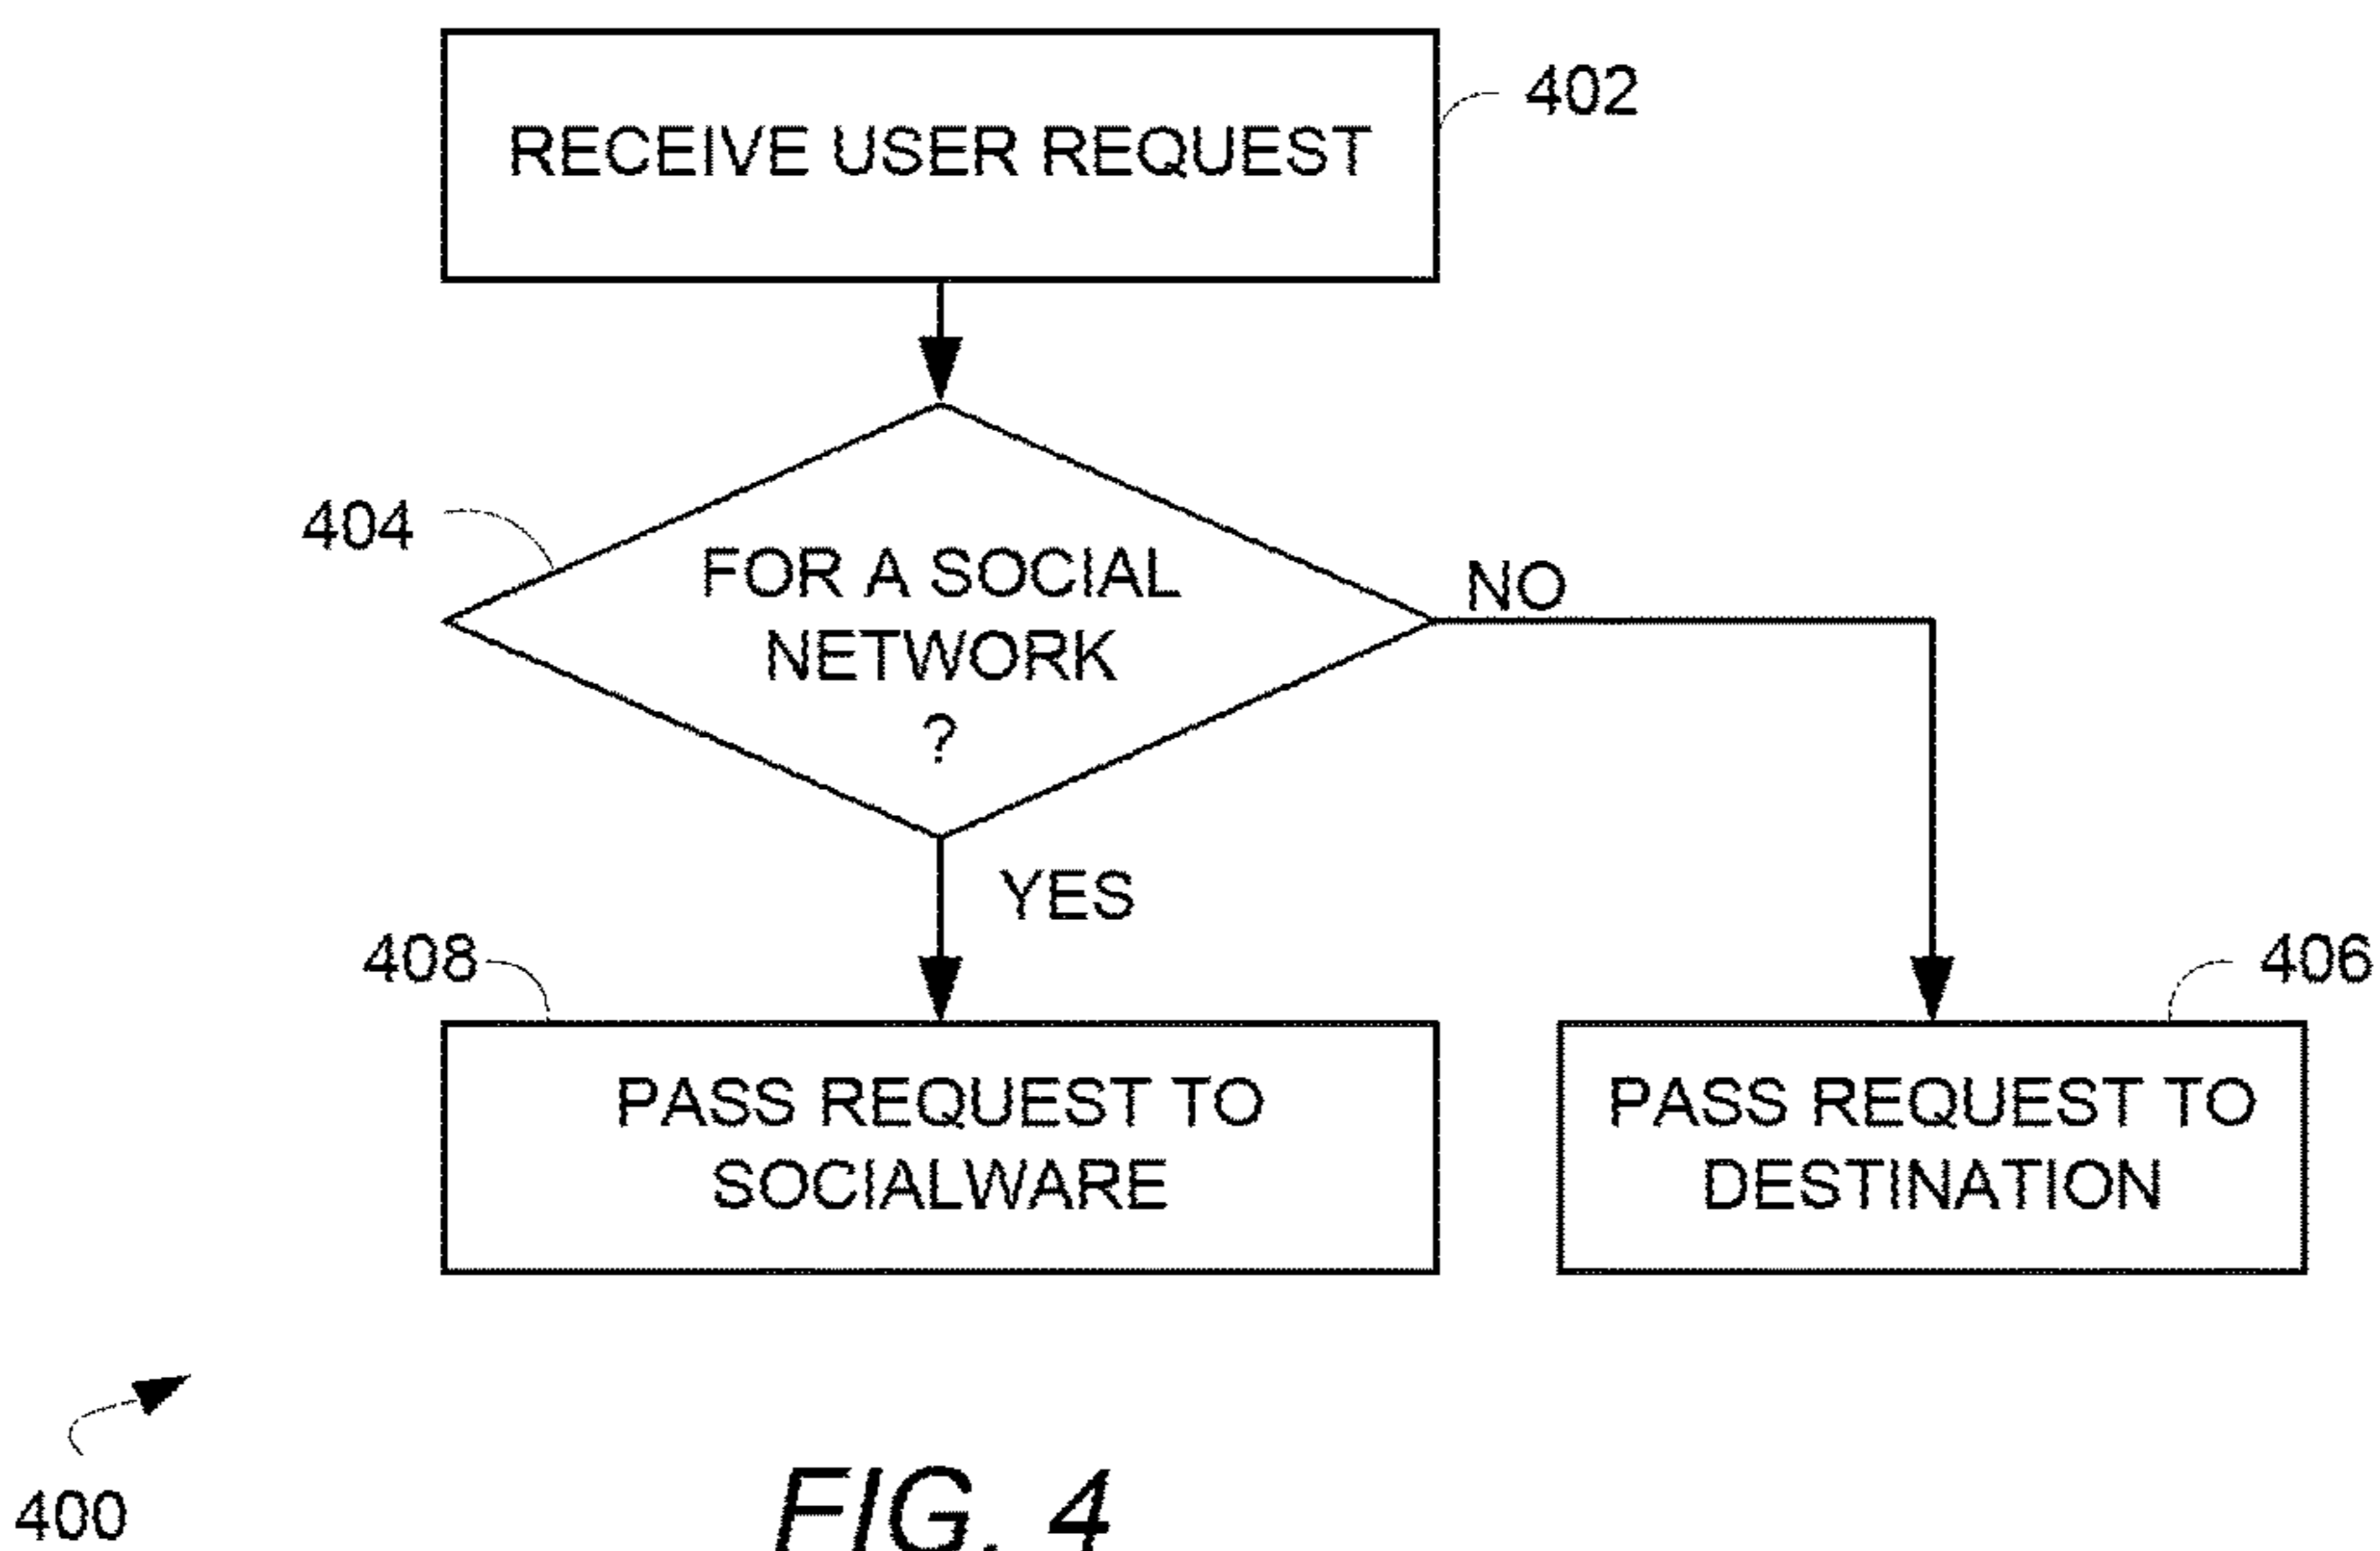 RECEIVE USER REQUEST
402
404
FOR A SOCIAL
NETWORK
?
NO
YES
408
406
PASS REQUEST TO
SOCIALWARE
PASS REQUEST TO
DESTINATION
400
FIG. 4